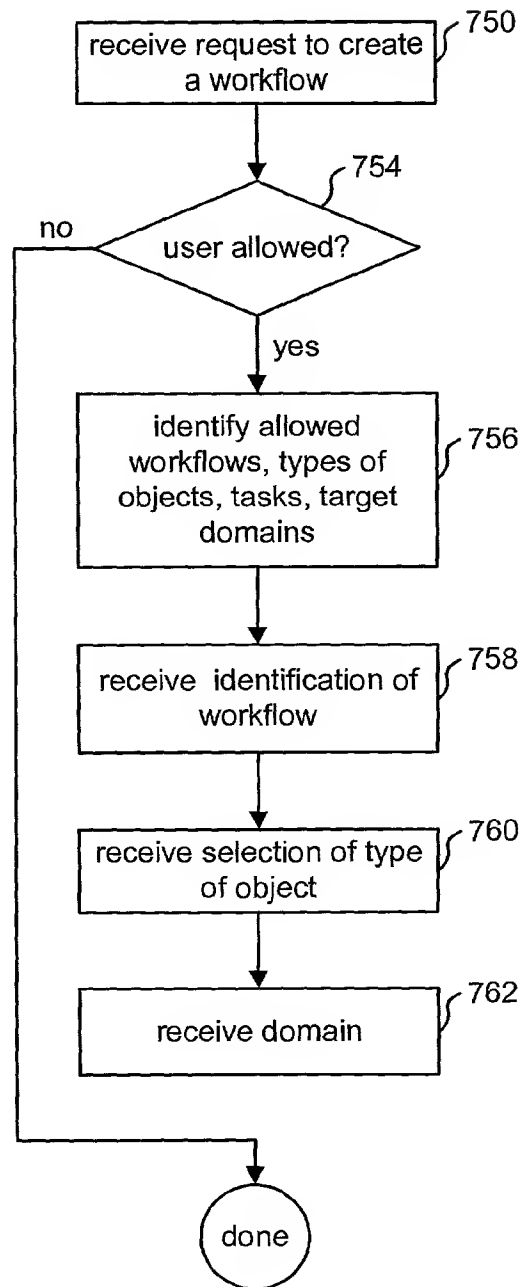 receive request to create
a workflow
750
754
no
user allowed?
yes
identify allowed
workflows, types of
objects, tasks, target
domains
756
receive identification of
workflow
758
receive selection of type
of object
760
receive domain
762
done